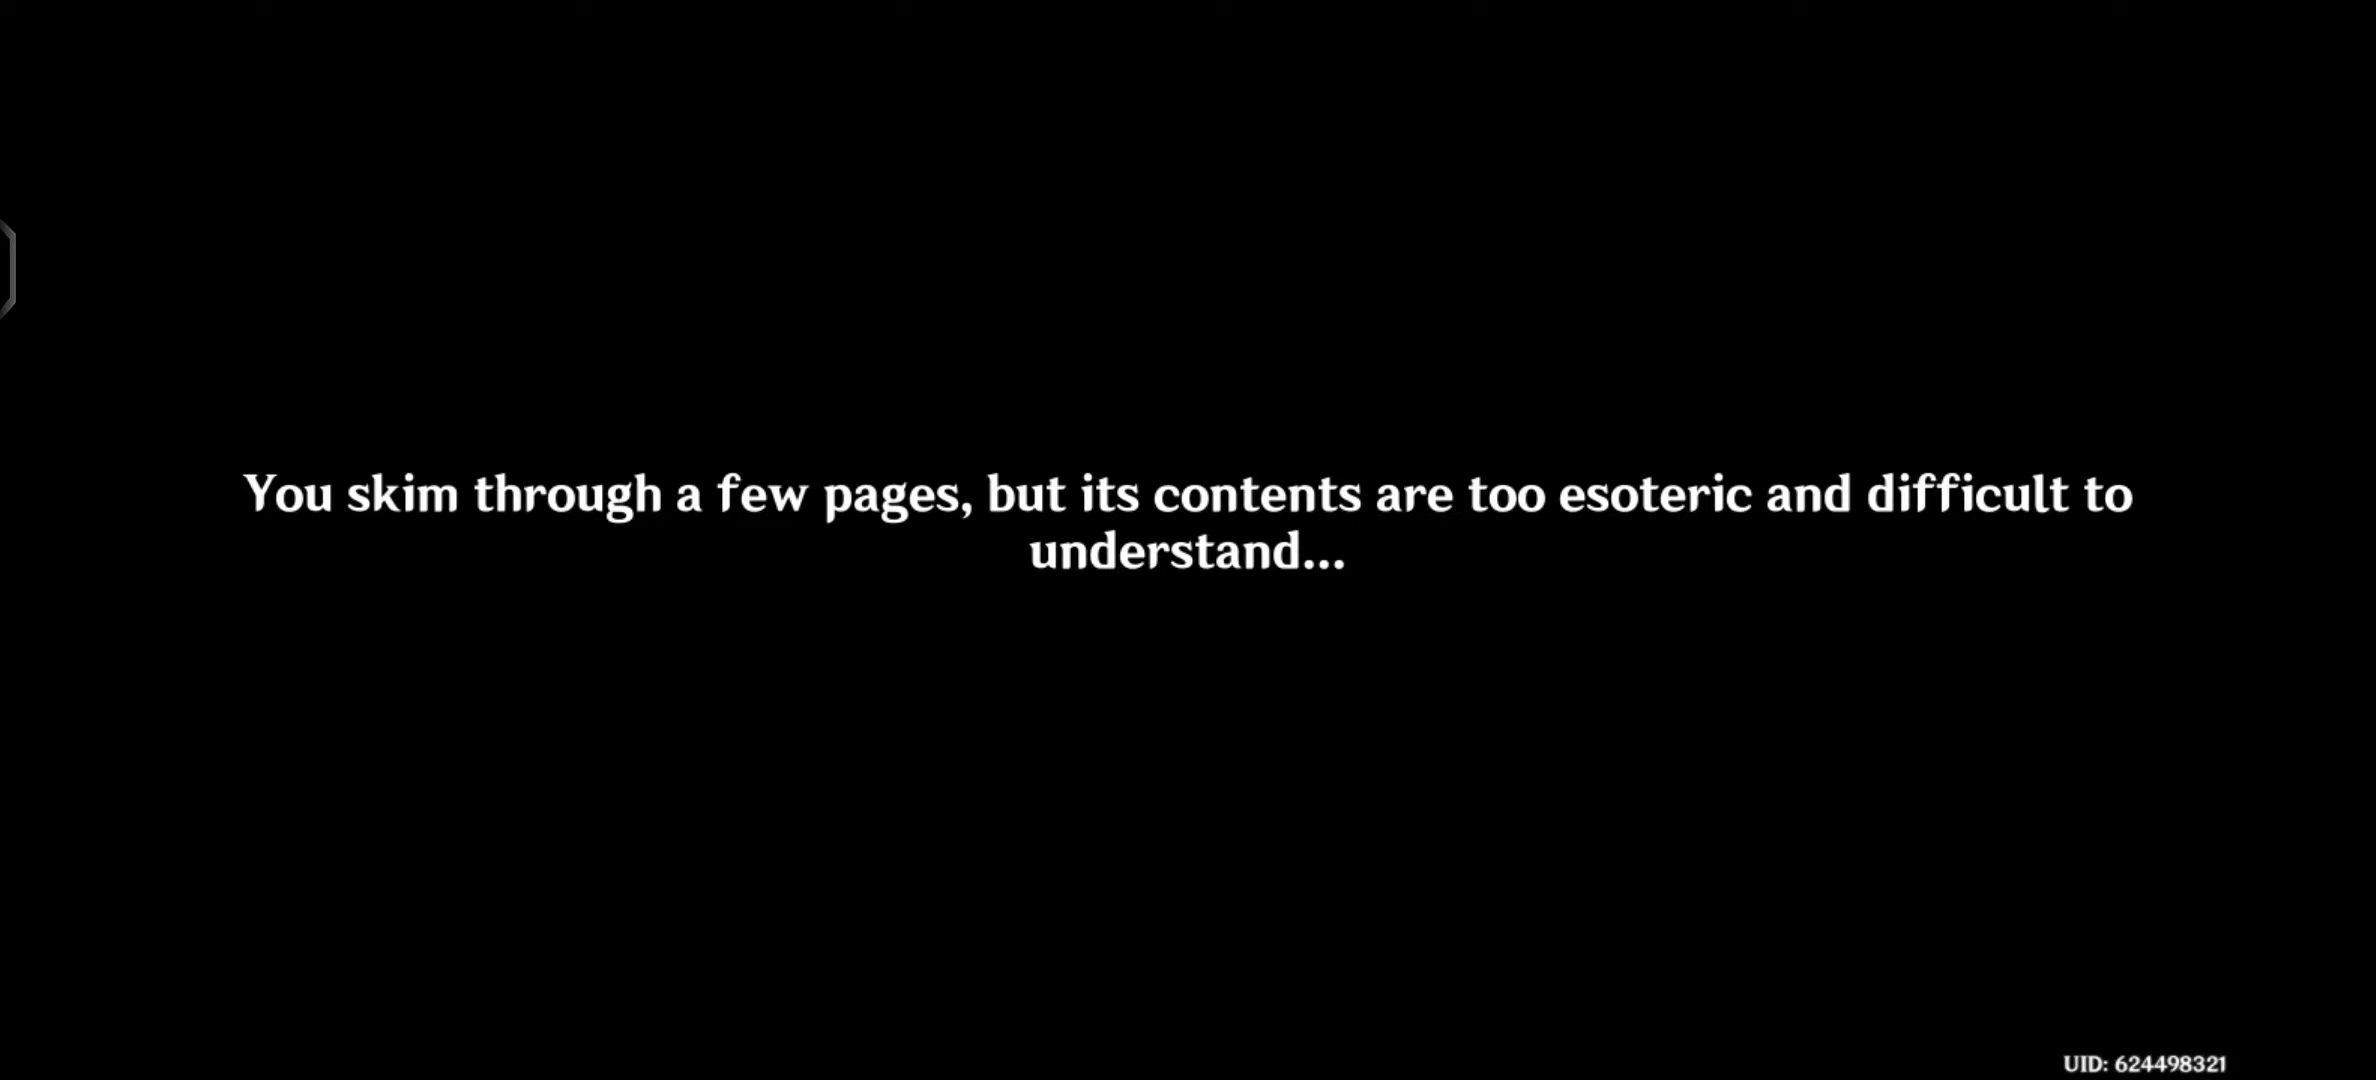 You skim through a few pages, but its contents are too esoteric and difficult to
understand...
UID: 624498321